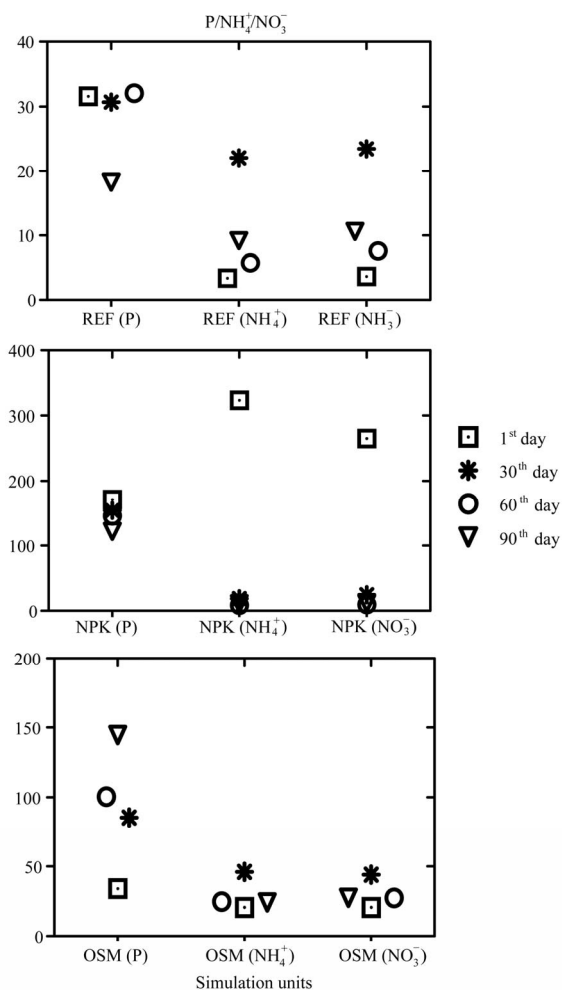 P/NH₄⁺/NO₃⁻
40
30
20
10
0
REF (P) REF (NH₄⁺) REF (NH₃⁻)
400
300
200
100
0
NPK (P) NPK (NH₄⁺) NPK (NO₃⁻)
1ˢᵗ day
30ᵗʰ day
60ᵗʰ day
90ᵗʰ day
200
150
100
50
0
OSM (P) OSM (NH₄⁺) OSM (NO₃⁻)
Simulation units